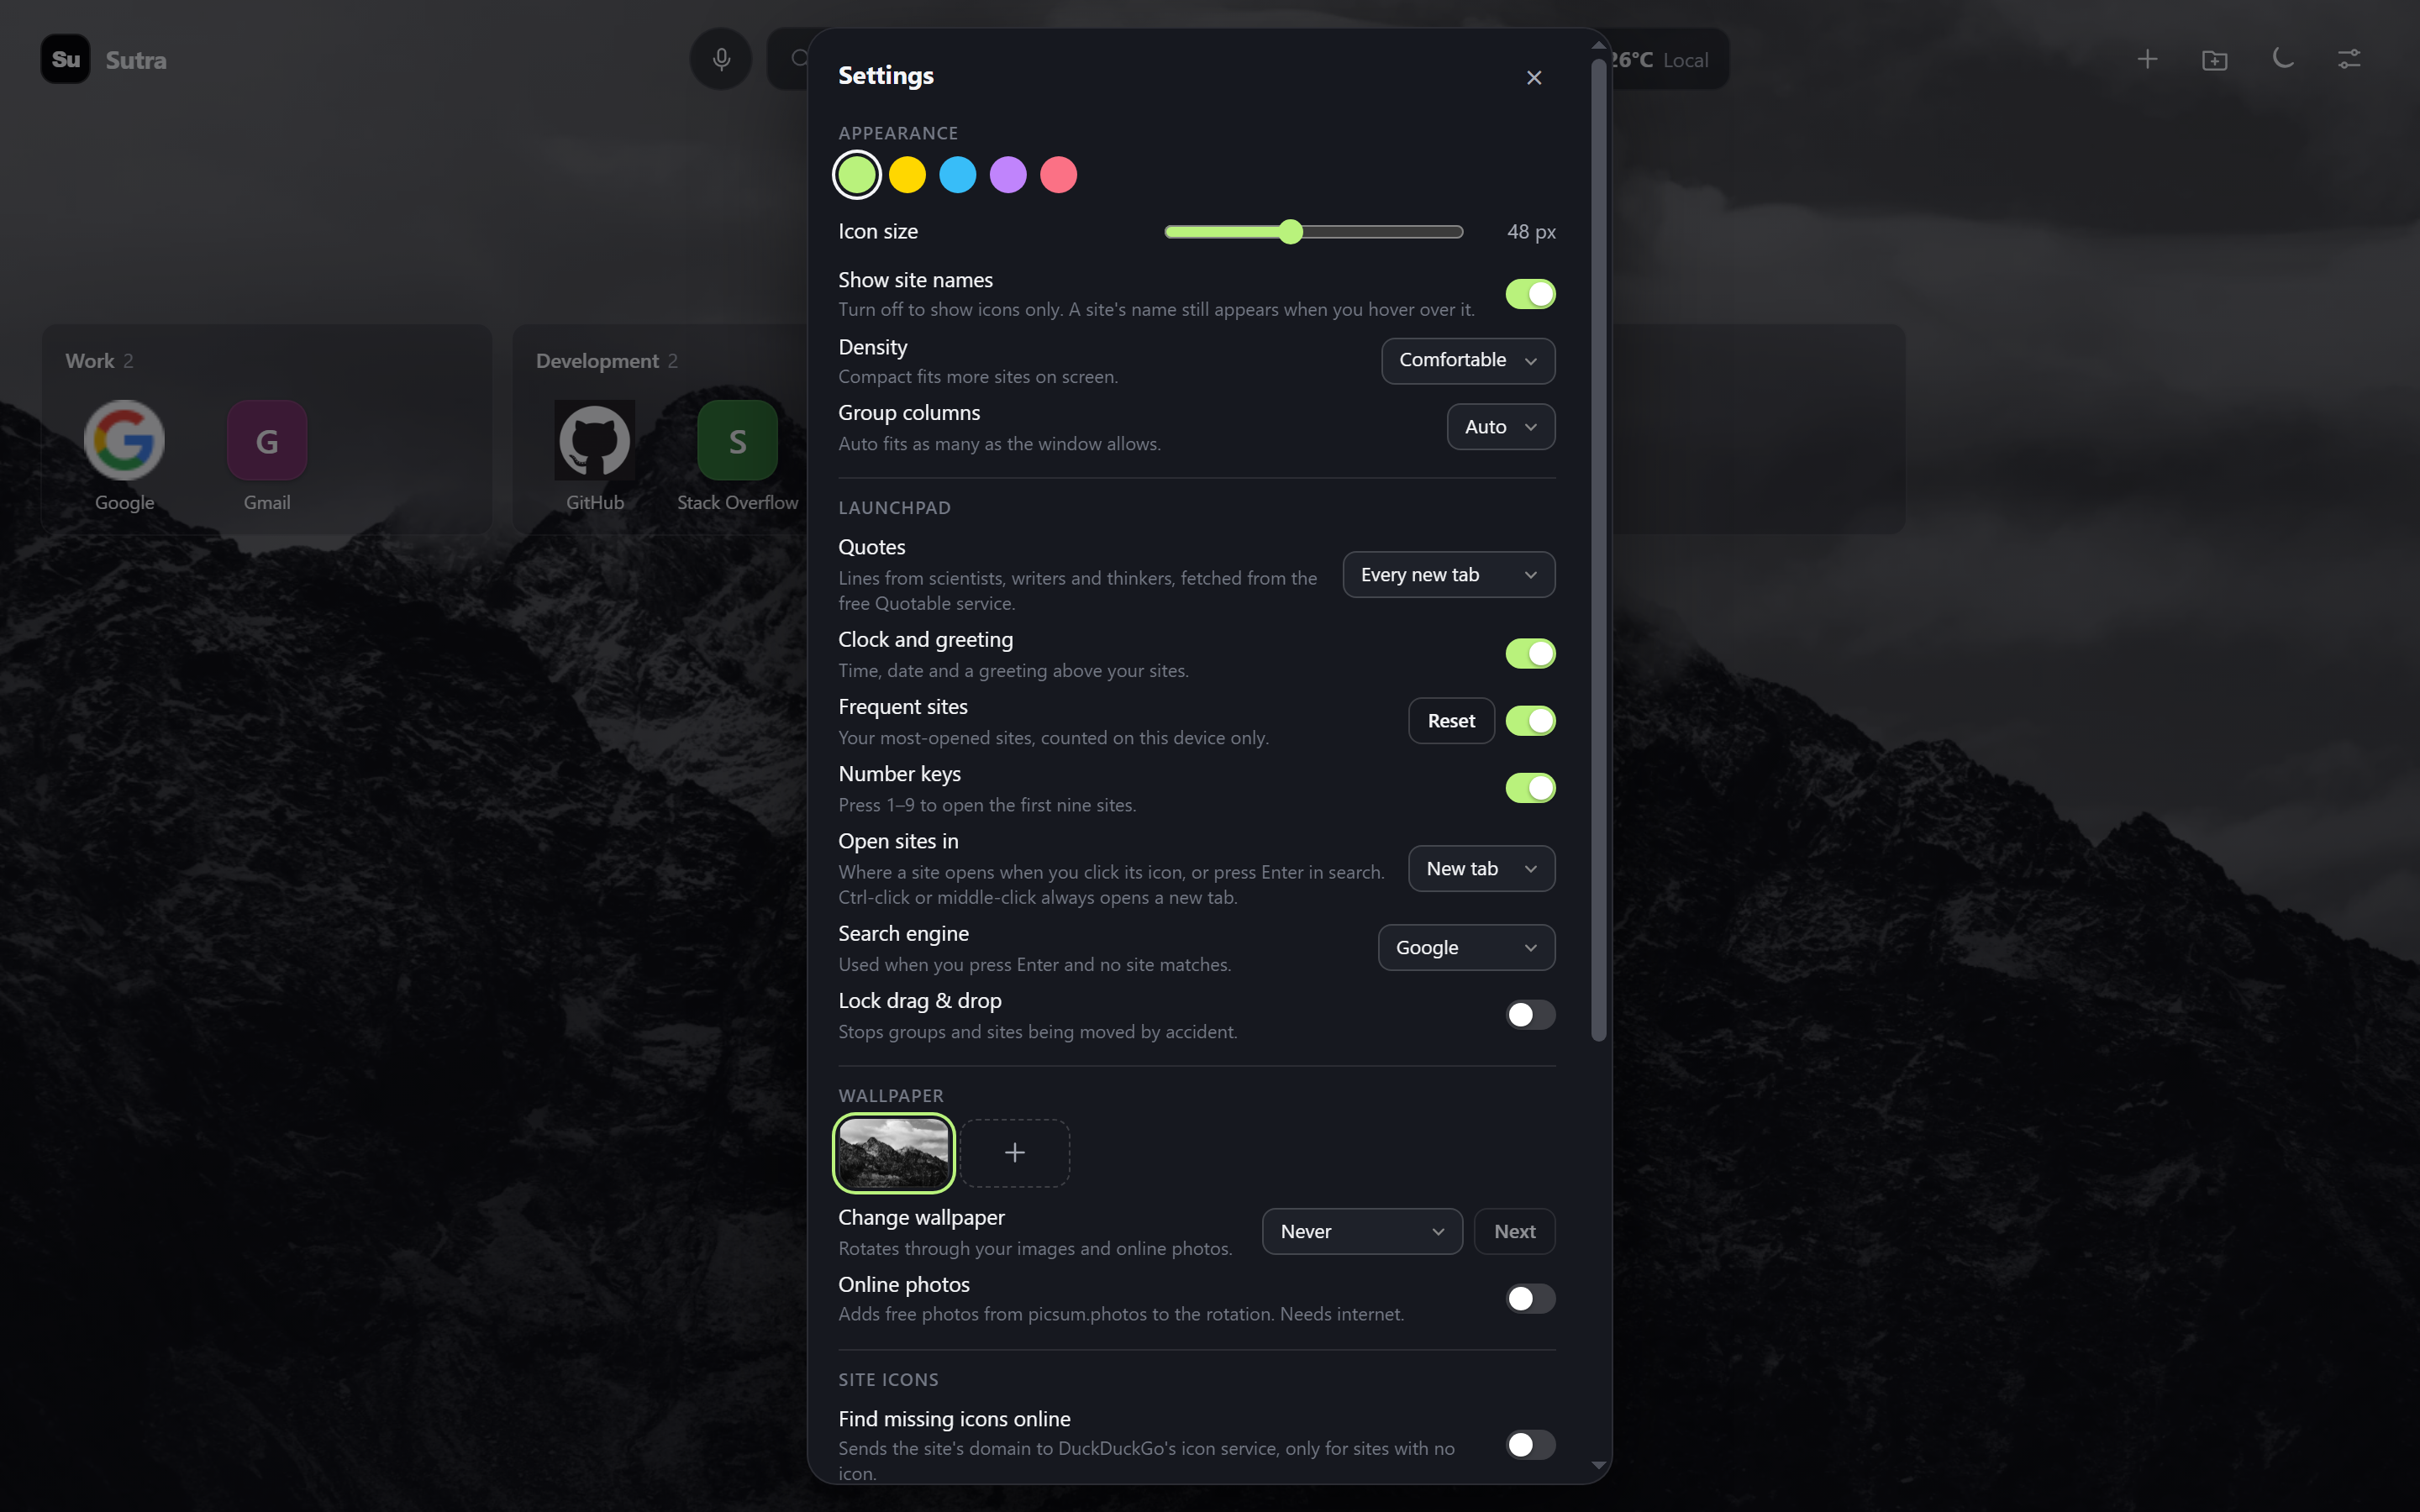 Su Sutra
26°C Local
Work 2
Google
G
Gmail
Development 2
GitHub
S
Stack Overflow
Settings
APPEARANCE
Icon size
48 px
Show site names
Turn off to show icons only. A site's name still appears when you hover over it.
Density
Compact fits more sites on screen.
Comfortable
Group columns
Auto fits as many as the window allows.
Auto
LAUNCHPAD
Quotes
Lines from scientists, writers and thinkers, fetched from the
free Quotable service.
Every new tab
Clock and greeting
Time, date and a greeting above your sites.
Frequent sites
Your most-opened sites, counted on this device only.
Reset
Number keys
Press 1–9 to open the first nine sites.
Open sites in
Where a site opens when you click its icon, or press Enter in search.
Ctrl-click or middle-click always opens a new tab.
New tab
Search engine
Used when you press Enter and no site matches.
Google
Lock drag & drop
Stops groups and sites being moved by accident.
WALLPAPER
Change wallpaper
Rotates through your images and online photos.
Never
Next
Online photos
Adds free photos from picsum.photos to the rotation. Needs internet.
SITE ICONS
Find missing icons online
Sends the site's domain to DuckDuckGo's icon service, only for sites with no
icon.